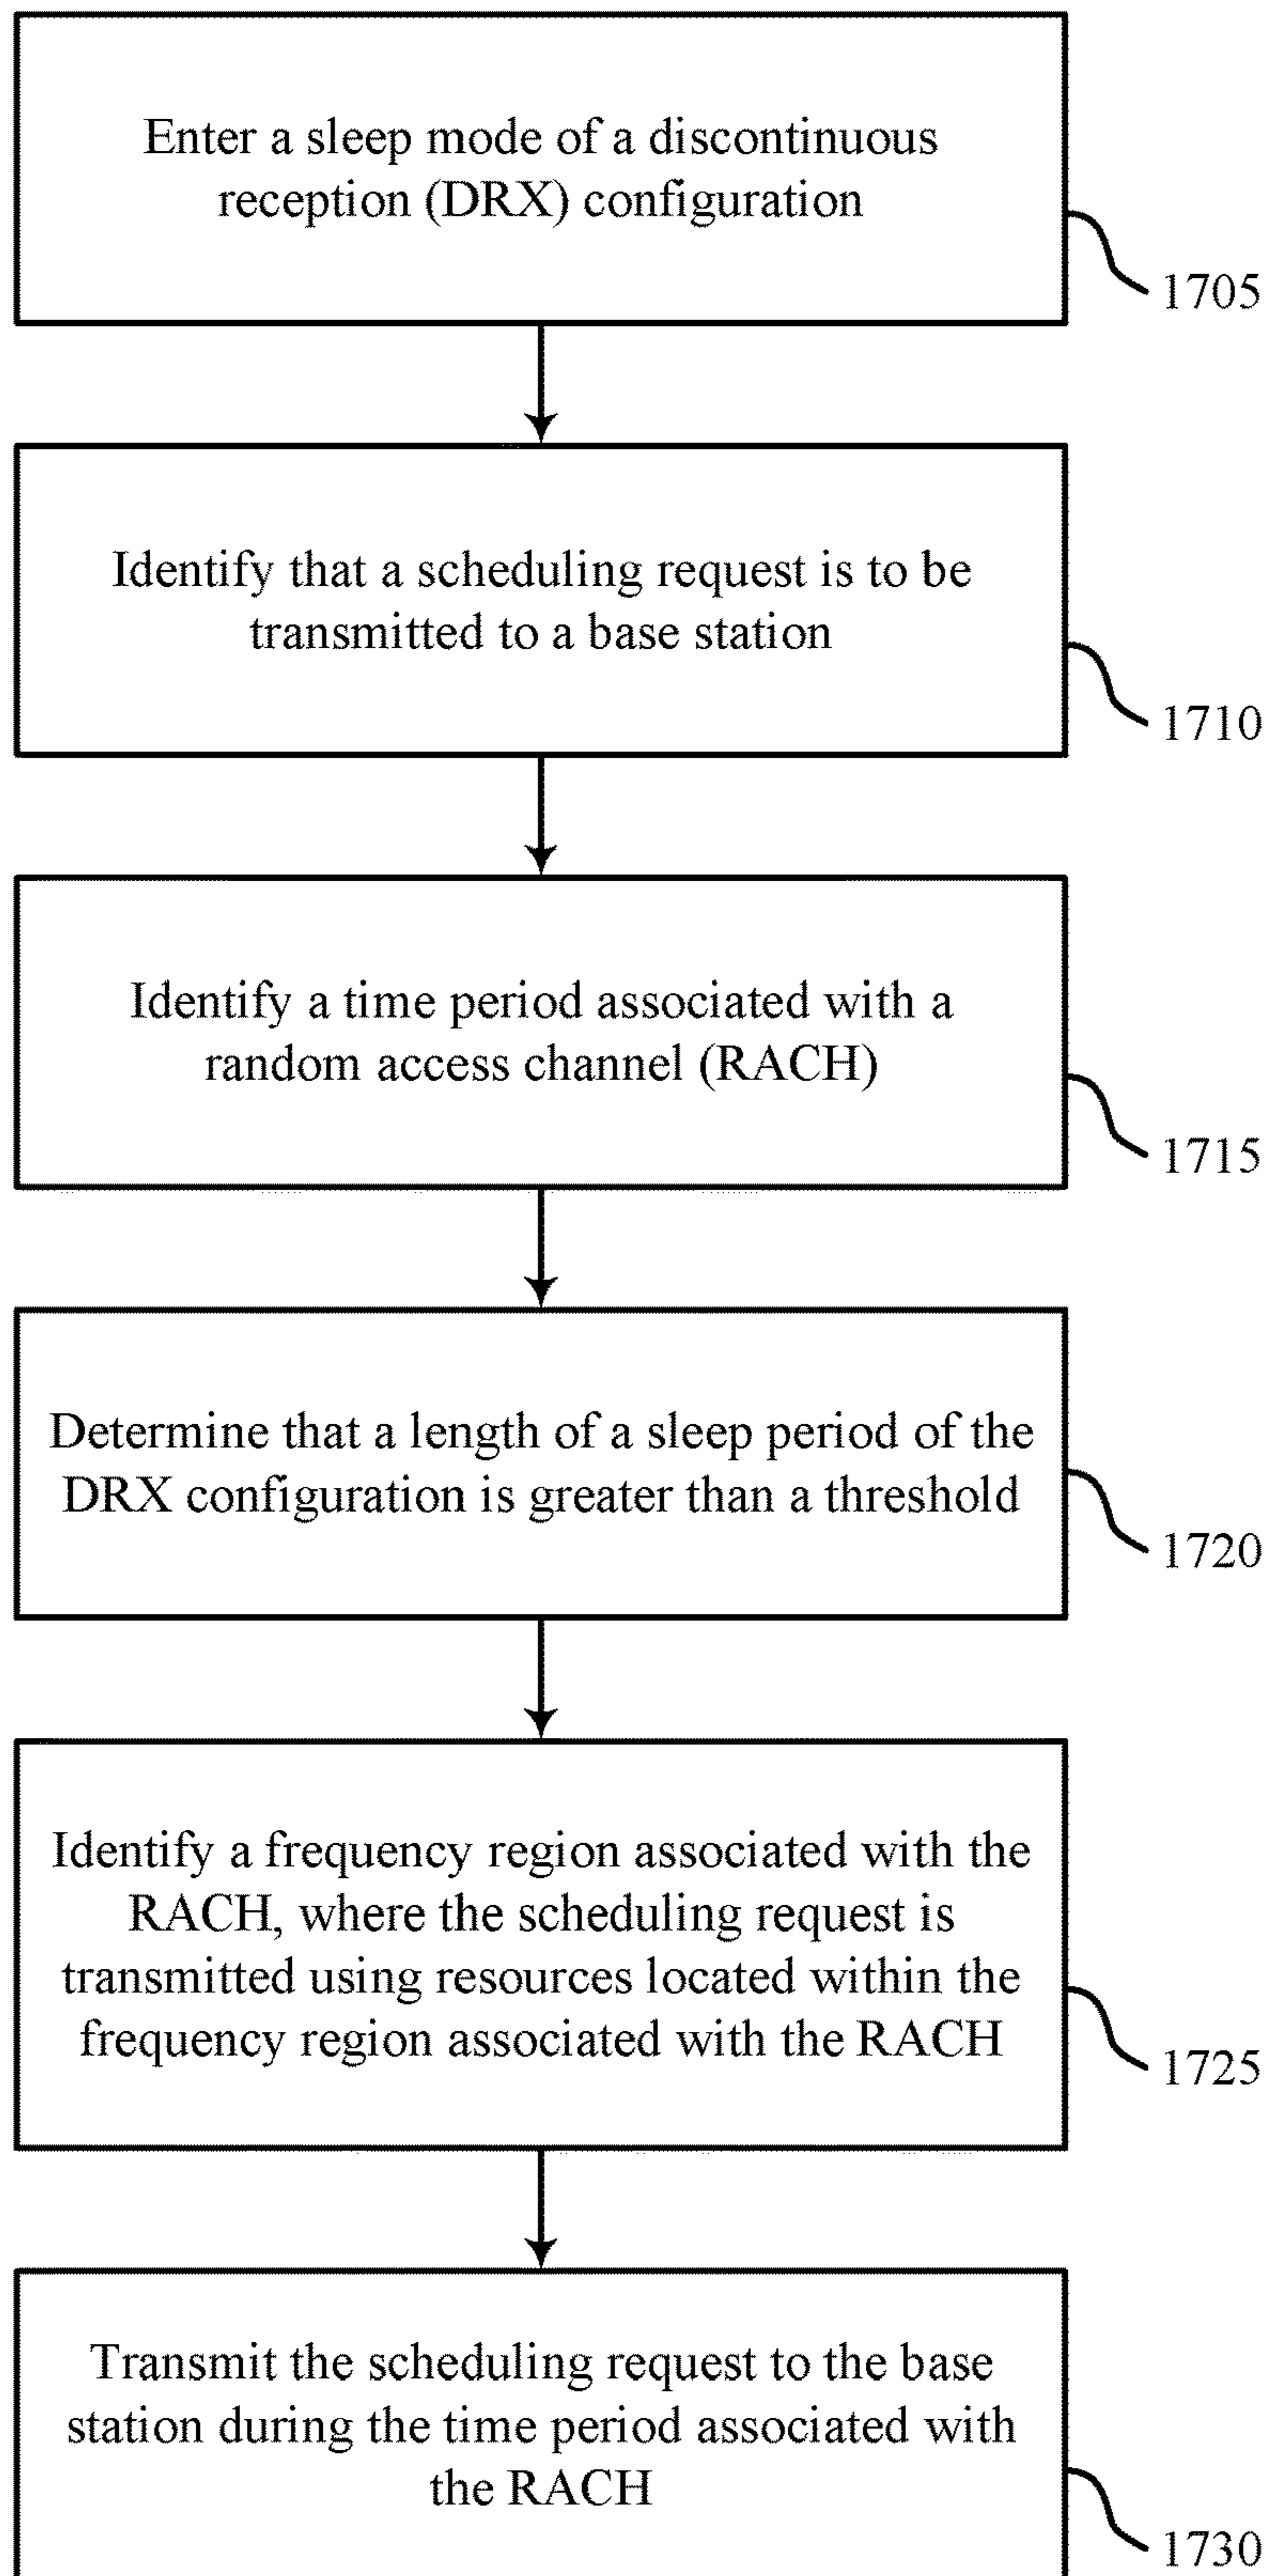 Enter a sleep mode of a discontinuous
reception (DRX) configuration
1705
Identify that a scheduling request is to be
transmitted to a base station
1710
Identify a time period associated with a
random access channel (RACH)
1715
Determine that a length of a sleep period of the
DRX configuration is greater than a threshold
1720
Identify a frequency region associated with the
RACH, where the scheduling request is
transmitted using resources located within the
frequency region associated with the RACH
1725
Transmit the scheduling request to the base
station during the time period associated with
the RACH
1730